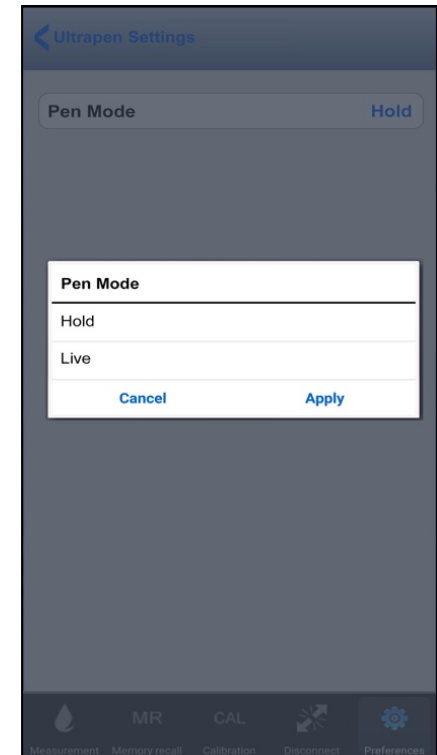 Ultrapen Settings
Pen Mode Hold
Pen Mode
Hold
Live
Cancel Apply
MR CAL
Measurement Memory recall Calibration Disconnect Preferences